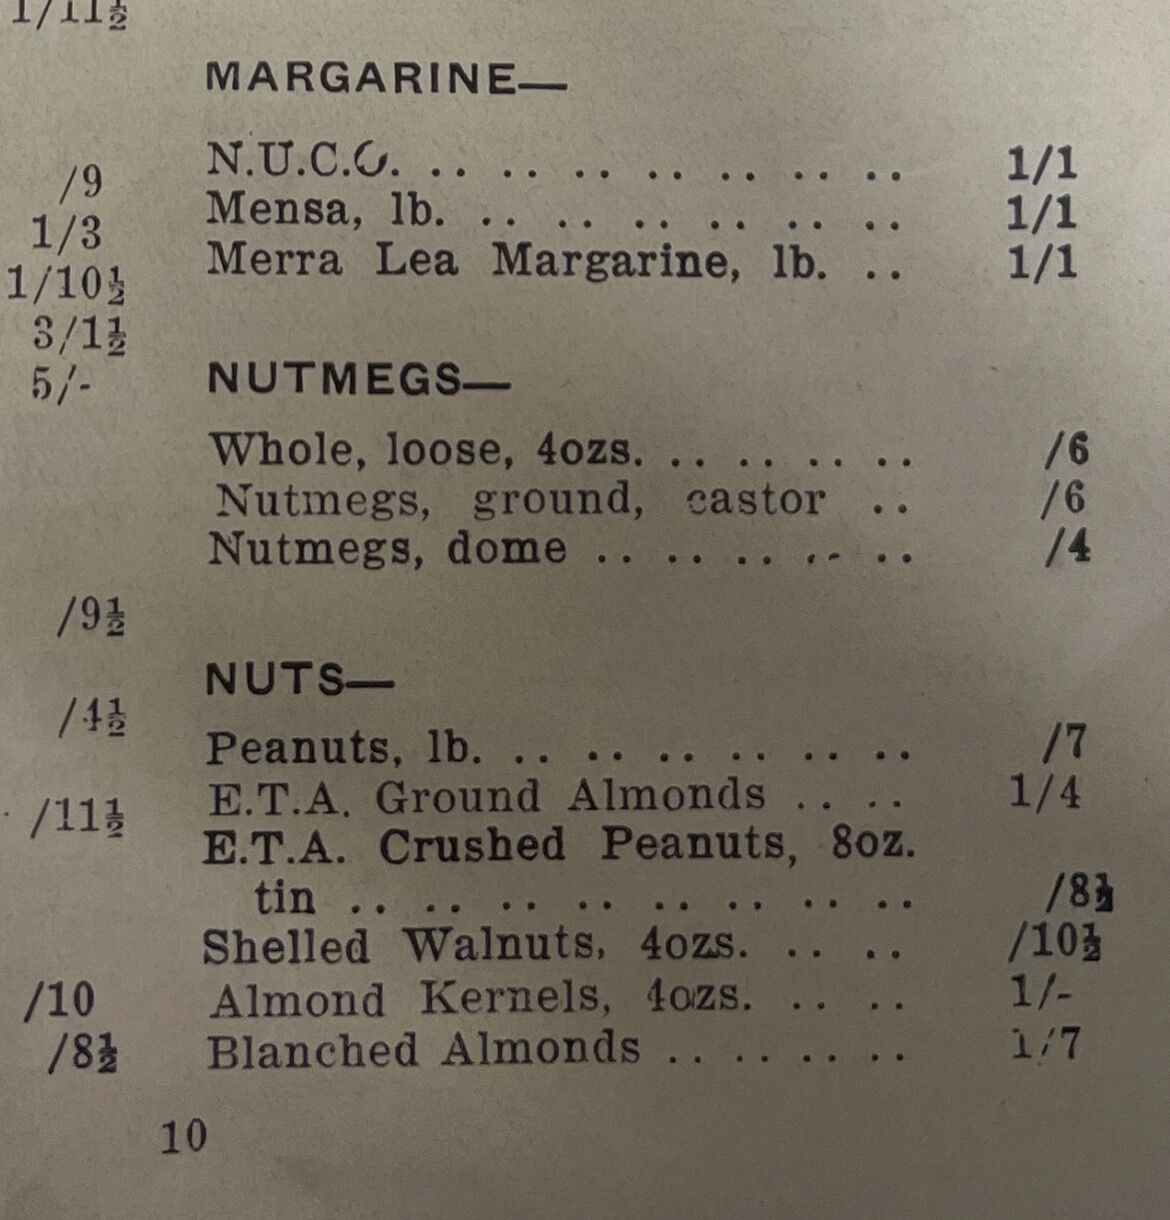 1/11½
MARGARINE—
/9 N.U.C.O. .. .. .. .. .. .. .. 1/1
1/3 Mensa, lb. .. .. .. .. .. .. 1/1
1/10½ Merra Lea Margarine, lb. .. 1/1
3/1½
5/- NUTMEGS—
Whole, loose, 4ozs. .. .. .. .. /6
Nutmegs, ground, castor .. /6
Nutmegs, dome .. .. .. .. .. /4
/9½
NUTS—
/4½
Peanuts, lb. .. .. .. .. .. .. /7
/11½ E.T.A. Ground Almonds .. .. 1/4
E.T.A. Crushed Peanuts, 8oz.
tin .. .. .. .. .. .. .. .. /8½
Shelled Walnuts, 4ozs. .. .. /10½
/10 Almond Kernels, 4ozs. .. .. 1/-
/8½ Blanched Almonds .. .. .. .. 1/7
10